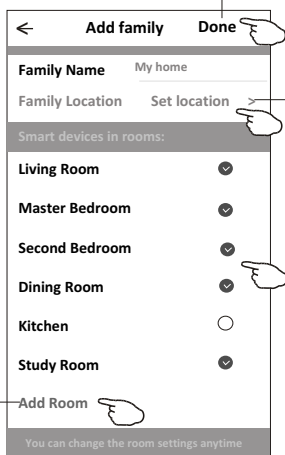 ← Add family Done
Family Name My home
Family Location Set location >
Smart devices in rooms:
Living Room
Master Bedroom
Second Bedroom
Dining Room
Kitchen
Study Room
Add Room
You can change the room settings anytime